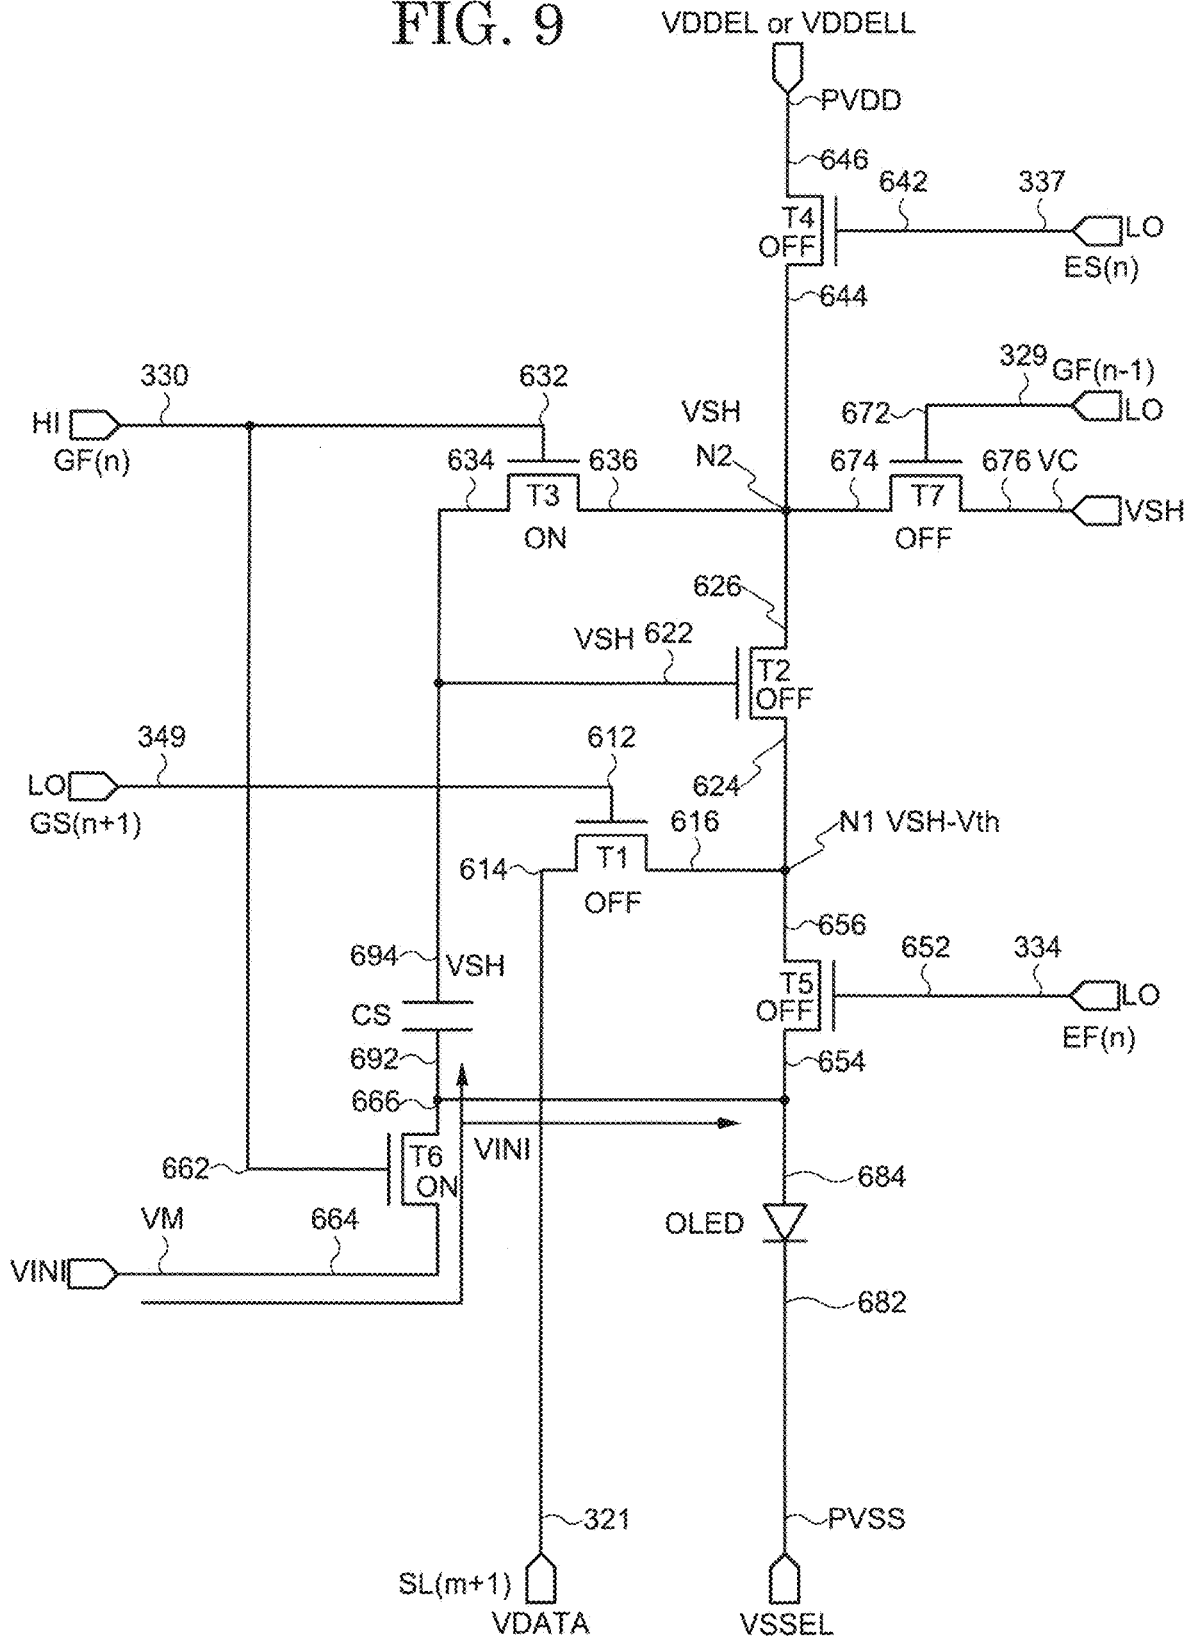 FIG. 9
VDDEL or VDDELL
PVDD
646
642
337
T4
OFF
LO
ES(n)
644
330
632
329
GF(n-1)
HI
GF(n)
VSH
672
LO
N2
634
636
674
676
VC
T3
T7
VSH
ON
OFF
626
VSH
622
T2
OFF
349
612
LO
GS(n+1)
624
616
N1 VSH-Vth
614
T1
OFF
656
694
VSH
652
334
T5
OFF
LO
CS
EF(n)
692
654
666
T6
VINI
662
ON
684
VM
664
OLED
VINI
682
321
PVSS
SL(m+1)
VDATA
VSSEL